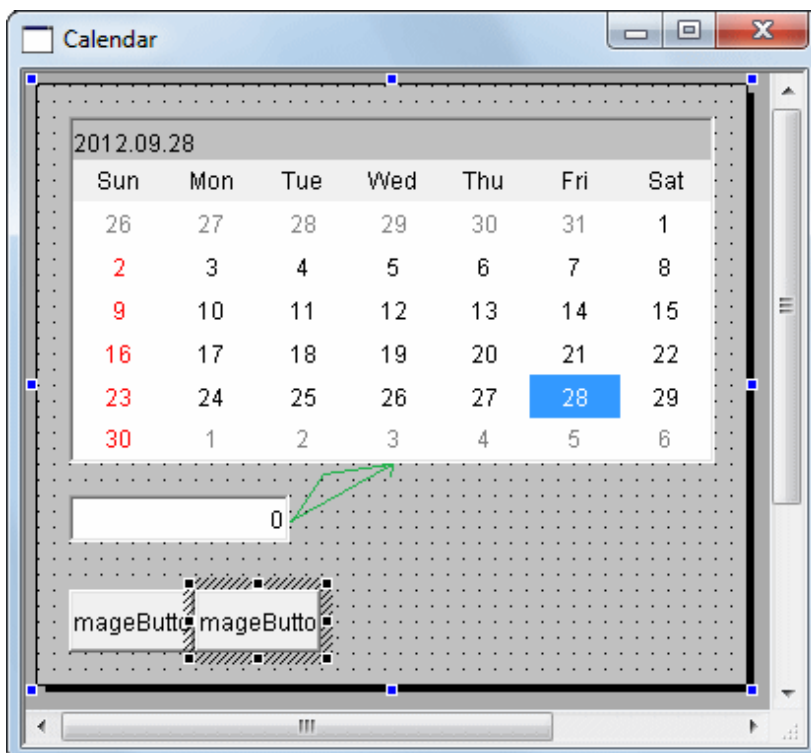 Calendar
2012.09.28
Sun Mon Tue Wed Thu Fri Sat
26 27 28 29 30 31 1
2 3 4 5 6 7 8
9 10 11 12 13 14 15
16 17 18 19 20 21 22
23 24 25 26 27 28 29
30 1 2 3 4 5 6
0
mageButto mageButto